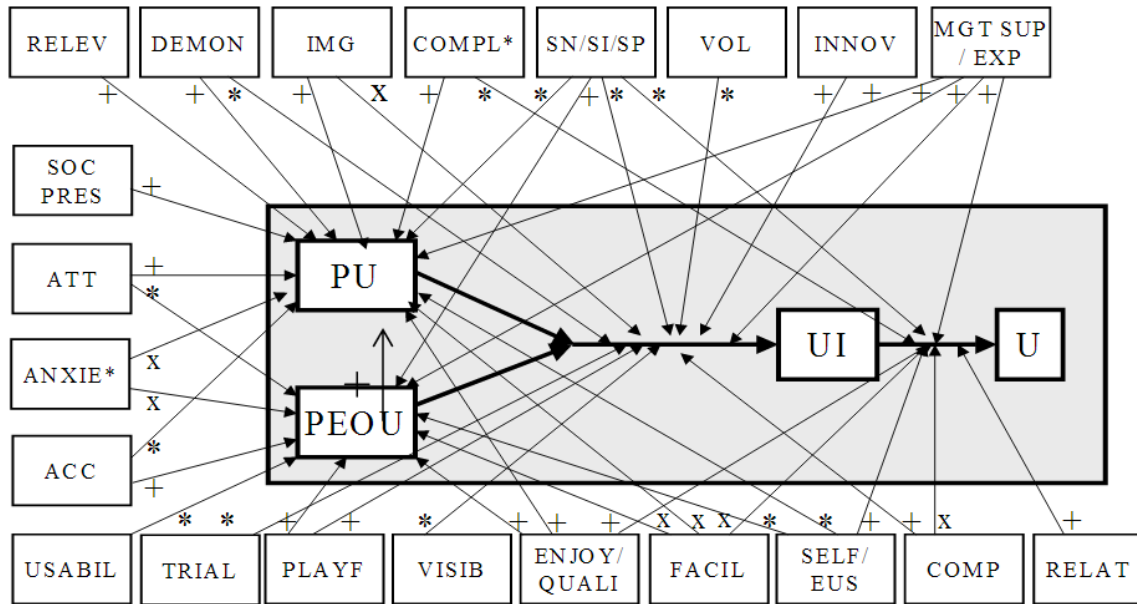 RELEV
DEMON
IMG
COMPL*
SN/SI/SP
VOL
INNOV
MGT SUP
/ EXP
+ + * + x + * * + * * * + + + + +
SOC
PRES
+
ATT
+
*
ANXIE*
x
x
ACC
*
+
PU
+
PEOU
UI
U
* * + + * + + + x x x * * + + x +
USABIL
TRIAL
PLAYF
VISIB
ENJOY/
QUALI
FACIL
SELF/
EUS
COMP
RELAT